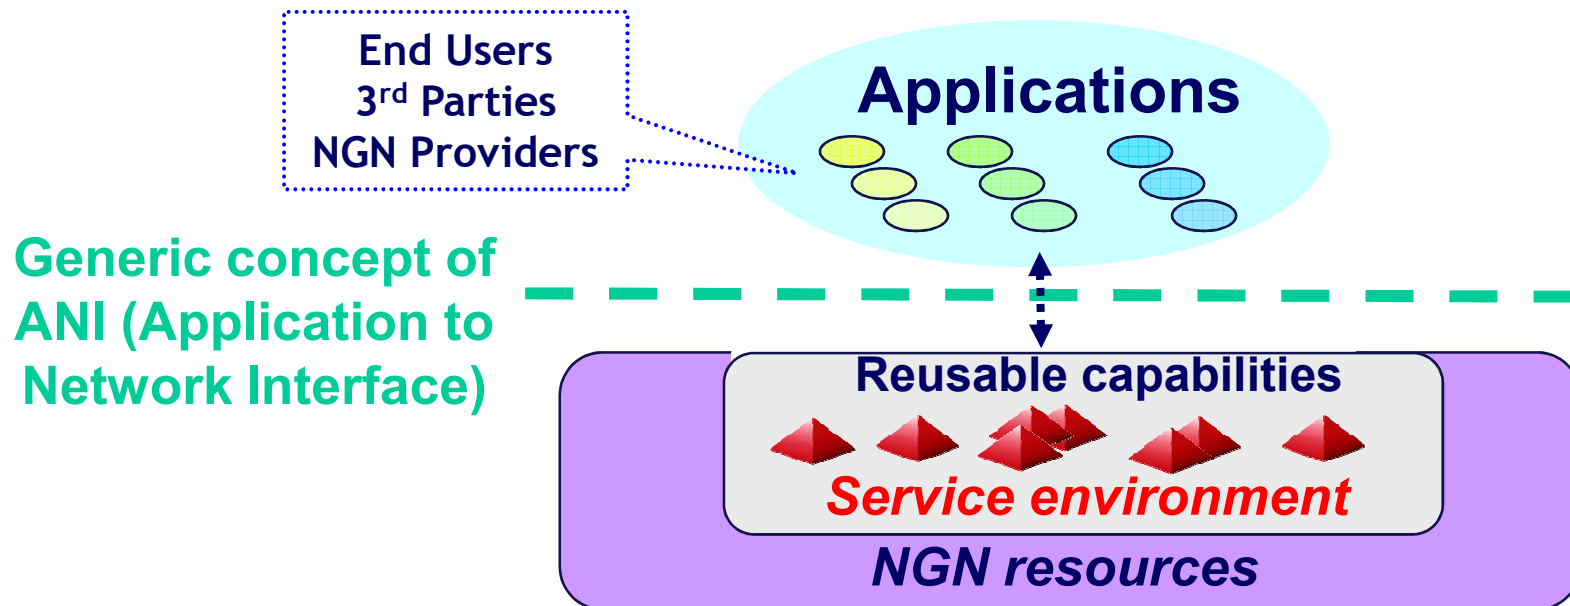 End Users
3rd Parties
NGN Providers
Applications
Generic concept of
ANI (Application to
Network Interface)
Reusable capabilities
Service environment
NGN resources